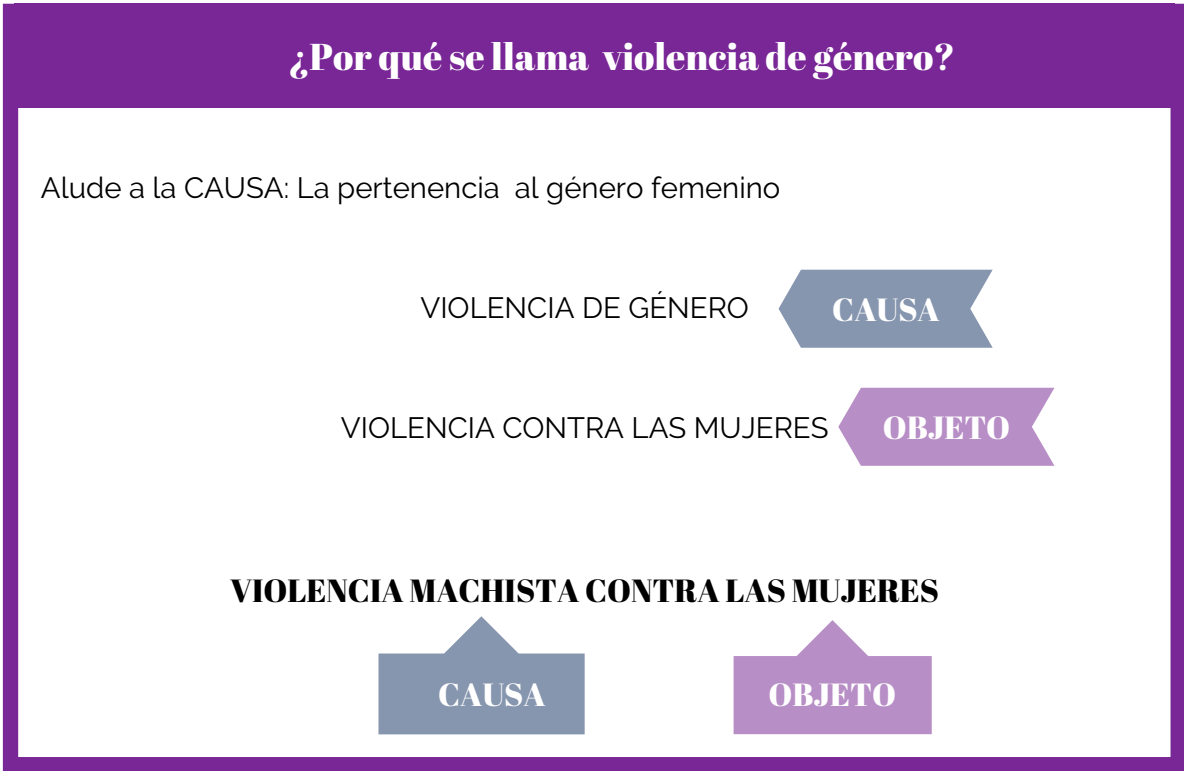 ¿Por qué se llama violencia de género?
Alude a la CAUSA: La pertenencia al género femenino
VIOLENCIA DE GÉNERO CAUSA
VIOLENCIA CONTRA LAS MUJERES OBJETO
VIOLENCIA MACHISTA CONTRA LAS MUJERES
CAUSA OBJETO